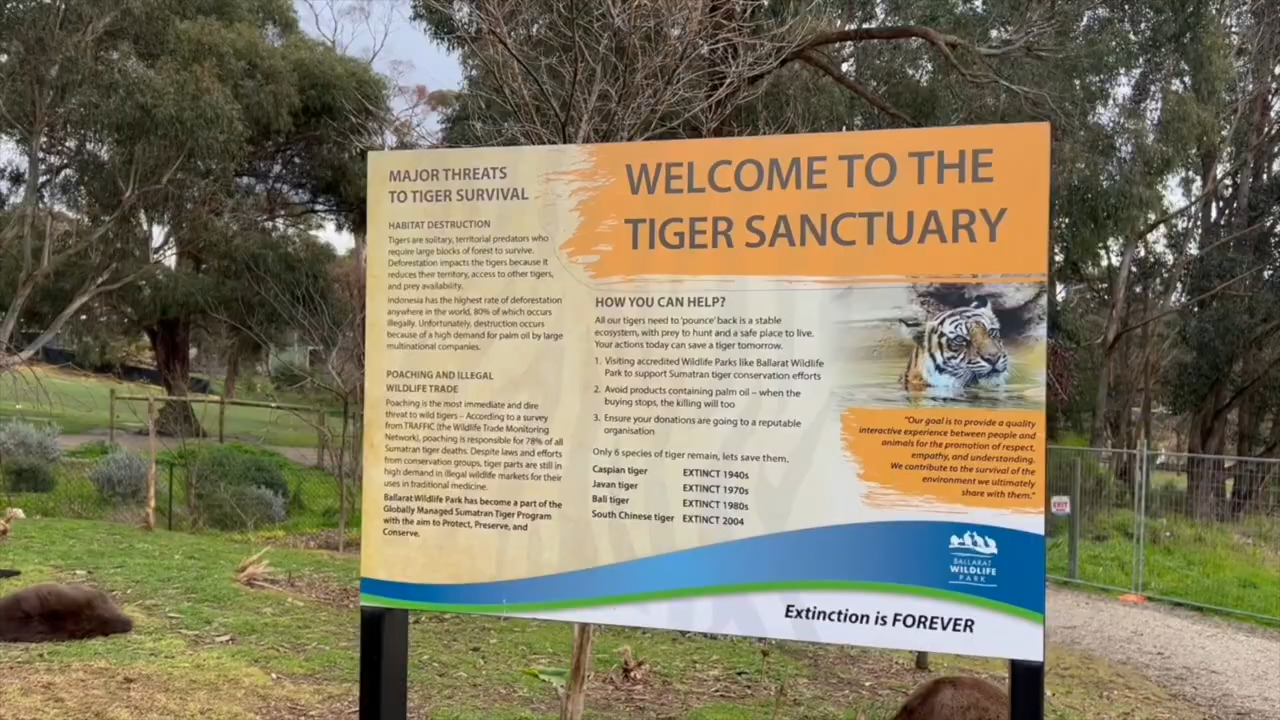 MAJOR THREATS
TO TIGER SURVIVAL
HABITAT DESTRUCTION
Tigers are solitary, territorial predators who
require large blocks of forest to survive.
Deforestation impacts the tigers because it
reduces their territory, access to other tigers,
and prey availability.
Indonesia has the highest rate of deforestation
anywhere in the world, 80% of which occurs
illegally. Unfortunately, destruction occurs
because of a high demand for palm oil by large
multinational companies.
POACHING AND ILLEGAL
WILDLIFE TRADE
Poaching is the most immediate and dire
threat to wild tigers – According to a survey
from TRAFFIC (the Wildlife Trade Monitoring
Network), poaching is responsible for 78% of all
Sumatran tiger deaths. Despite laws and efforts
from conservation groups, tiger parts are still in
high demand in illegal wildlife markets for their
uses in traditional medicine.
Ballarat Wildlife Park has become a part of the
Globally Managed Sumatran Tiger Program
with the aim to Protect, Preserve, and
Conserve.
WELCOME TO THE
TIGER SANCTUARY
HOW YOU CAN HELP?
All our tigers need to 'pounce' back is a stable
ecosystem, with prey to hunt and a safe place to live.
Your actions today can save a tiger tomorrow.
1. Visiting accredited Wildlife Parks like Ballarat Wildlife
Park to support Sumatran tiger conservation efforts
2. Avoid products containing palm oil – when the
buying stops, the killing will too
3. Ensure your donations are going to a reputable
organisation
Only 6 species of tiger remain, lets save them.
Caspian tiger EXTINCT 1940s
Javan tiger EXTINCT 1970s
Bali tiger EXTINCT 1980s
South Chinese tiger EXTINCT 2004
"Our goal is to provide a quality
interactive experience between people and
animals for the promotion of respect,
empathy, and understanding.
We contribute to the survival of the
environment we ultimately
share with them."
BALLARAT
WILDLIFE
PARK
Extinction is FOREVER
EXIT